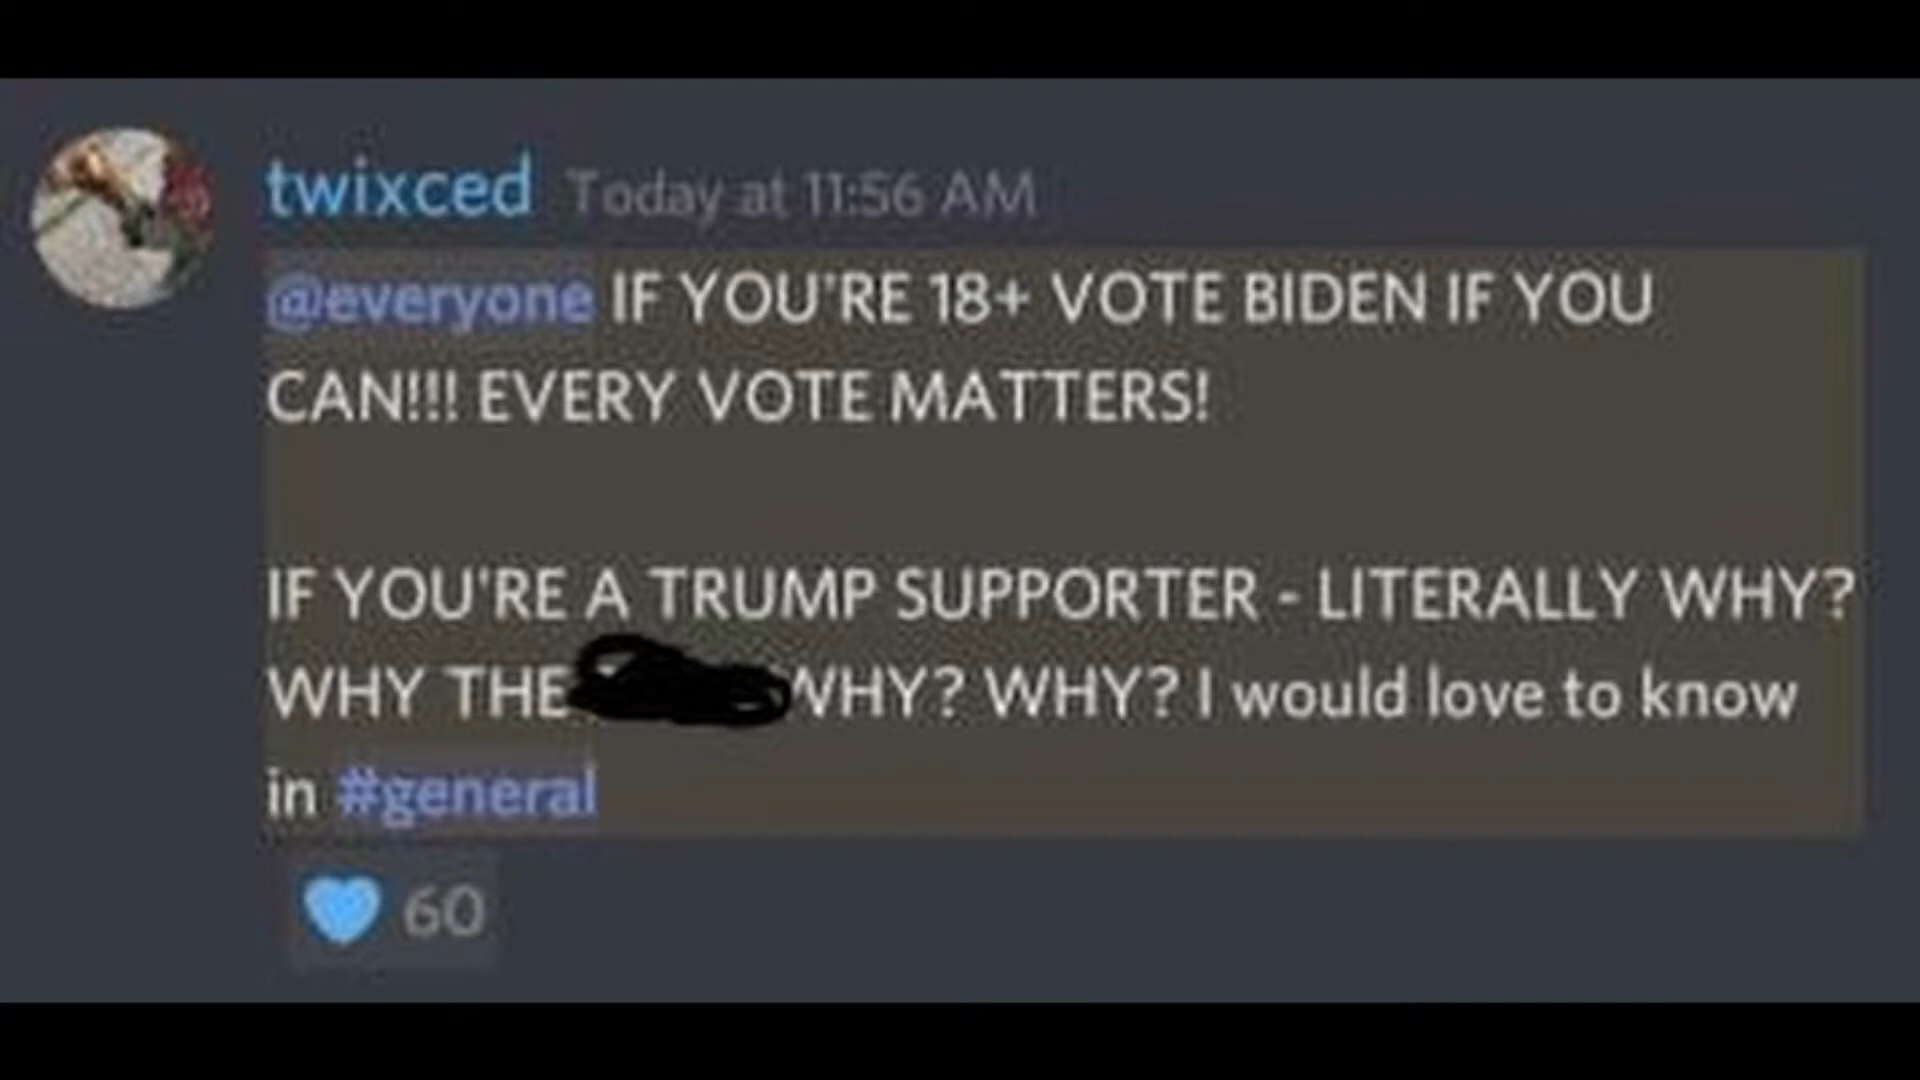 twixced Today at 11:56 AM
@everyone IF YOU'RE 18+ VOTE BIDEN IF YOU
CAN!!! EVERY VOTE MATTERS!
IF YOU'RE A TRUMP SUPPORTER - LITERALLY WHY?
WHY THE WHY? WHY? I would love to know
in #general
60